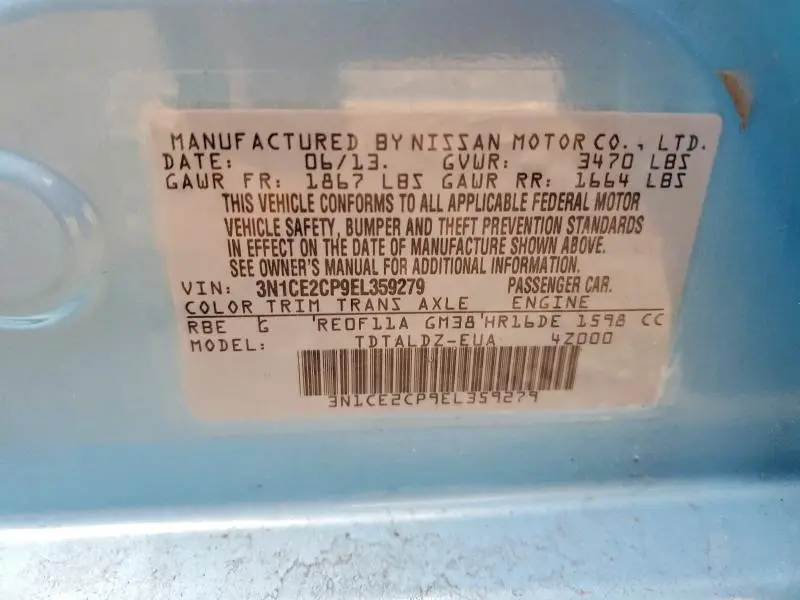 MANUFACTURED BY NISSAN MOTOR CO., LTD.
DATE: 06/13. GVWR: 3470 LBS
GAWR FR: 1867 LBS GAWR RR: 1664 LBS
THIS VEHICLE CONFORMS TO ALL APPLICABLE FEDERAL MOTOR
VEHICLE SAFETY, BUMPER AND THEFT PREVENTION STANDARDS
IN EFFECT ON THE DATE OF MANUFACTURE SHOWN ABOVE.
SEE OWNER'S MANUAL FOR ADDITIONAL INFORMATION.
VIN: 3N1CE2CP9EL359279 PASSENGER CAR.
COLOR TRIM TRANS AXLE ENGINE
RBE G RE0F11A GM38 HR16DE 1598 CC
MODEL: TDTALDZ-EUA 4Z000
3N1CE2CP9EL359279